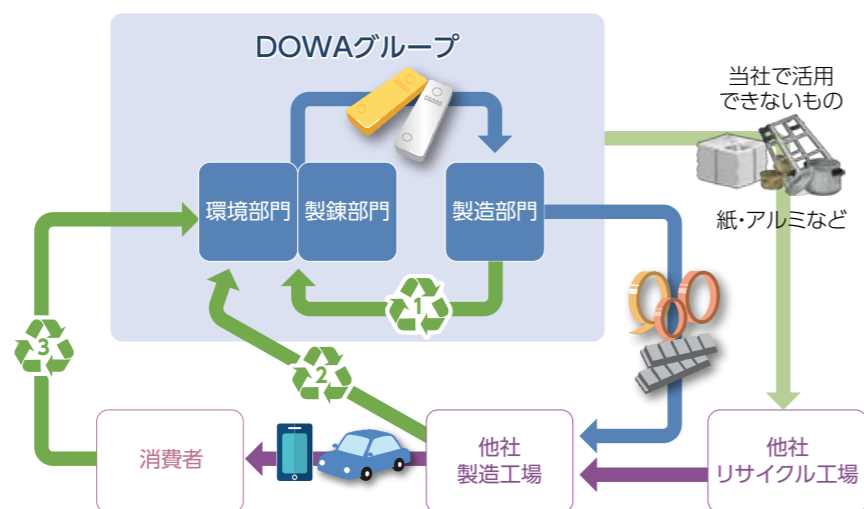 DOWAグループ
当社で活用
できないもの
環境部門
製錬部門
製造部門
紙・アルミなど
1
2
3
消費者
他社
製造工場
他社
リサイクル工場